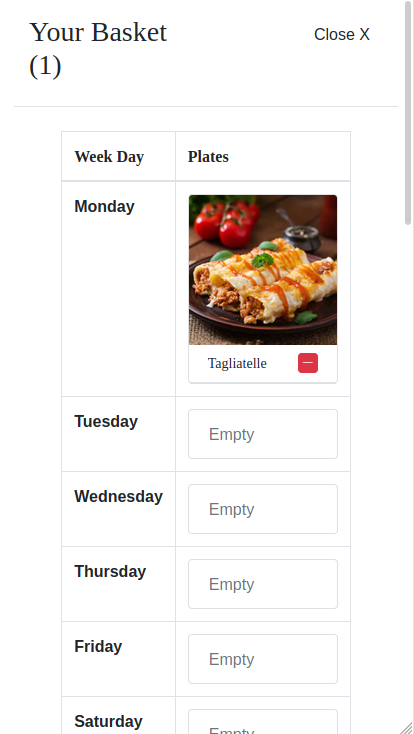 Your Basket
(1)
Close X
Week Day
Plates
Monday
Tagliatelle
Tuesday
Empty
Wednesday
Empty
Thursday
Empty
Friday
Empty
Saturday
Empty